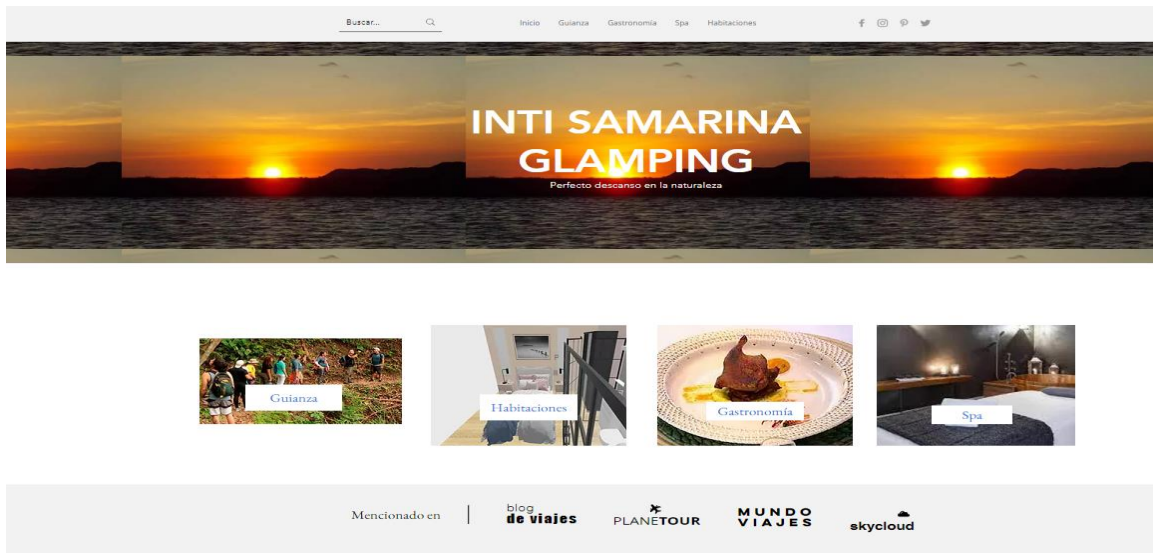 Buscar...
Inicio Guianza Gastronomía Spa Habitaciones
INTI SAMARINA
GLAMPING
Perfecto descanso en la naturaleza
Guianza
Habitaciones
Gastronomía
Spa
Mencionado en
blog
de viajes
PLANETOUR
MUNDO
VIAJES
skycloud